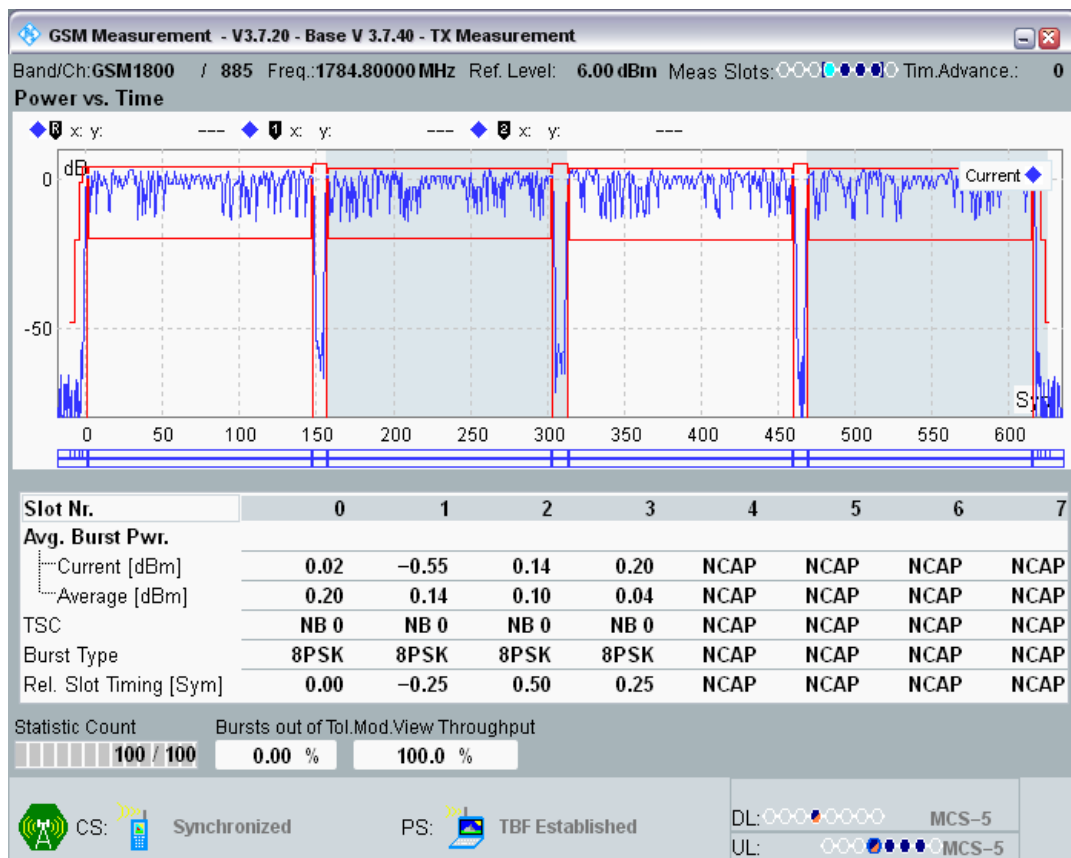 GSM Measurement - V3.7.20 - Base V 3.7.40 - TX Measurement
Band/Ch:GSM1800 / 885 Freq.:1784.80000 MHz Ref. Level: 6.00 dBm Meas Slots: Tim.Advance.: 0
Power vs. Time
R x: y: --- 1 x: y: --- 2 x: y: ---
dB
Current
0
-50
0 50 100 150 200 250 300 350 400 450 500 550 600
Slot Nr. 0 1 2 3 4 5 6 7
Avg. Burst Pwr.
Current [dBm] 0.02 −0.55 0.14 0.20 NCAP NCAP NCAP NCAP
Average [dBm] 0.20 0.14 0.10 0.04 NCAP NCAP NCAP NCAP
TSC NB 0 NB 0 NB 0 NB 0 NCAP NCAP NCAP NCAP
Burst Type 8PSK 8PSK 8PSK 8PSK NCAP NCAP NCAP NCAP
Rel. Slot Timing [Sym] 0.00 −0.25 0.50 0.25 NCAP NCAP NCAP NCAP
Statistic Count Bursts out of Tol.Mod.View Throughput
100 / 100 0.00 % 100.0 %
CS: Synchronized PS: TBF Established DL: MCS−5
UL: MCS−5